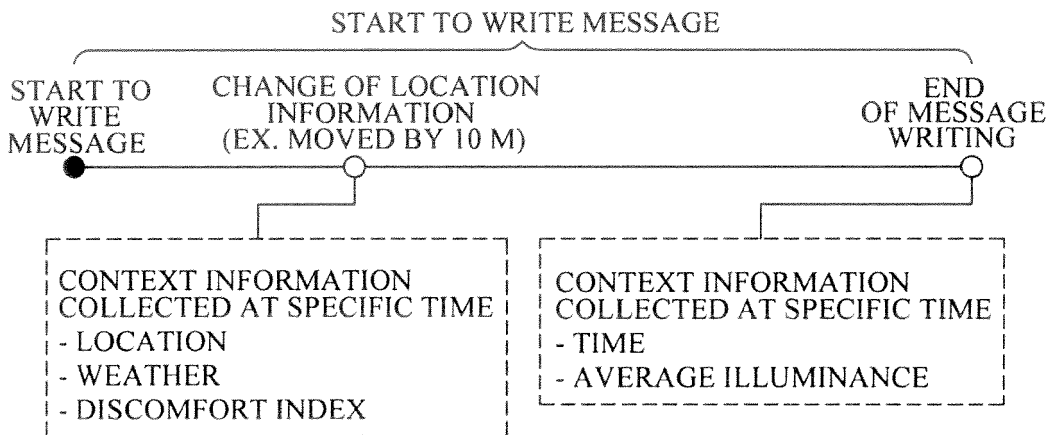 START TO WRITE MESSAGE
START TO
WRITE
MESSAGE
CHANGE OF LOCATION
INFORMATION
(EX. MOVED BY 10 M)
END
OF MESSAGE
WRITING
CONTEXT INFORMATION
COLLECTED AT SPECIFIC TIME
- LOCATION
- WEATHER
- DISCOMFORT INDEX
CONTEXT INFORMATION
COLLECTED AT SPECIFIC TIME
- TIME
- AVERAGE ILLUMINANCE